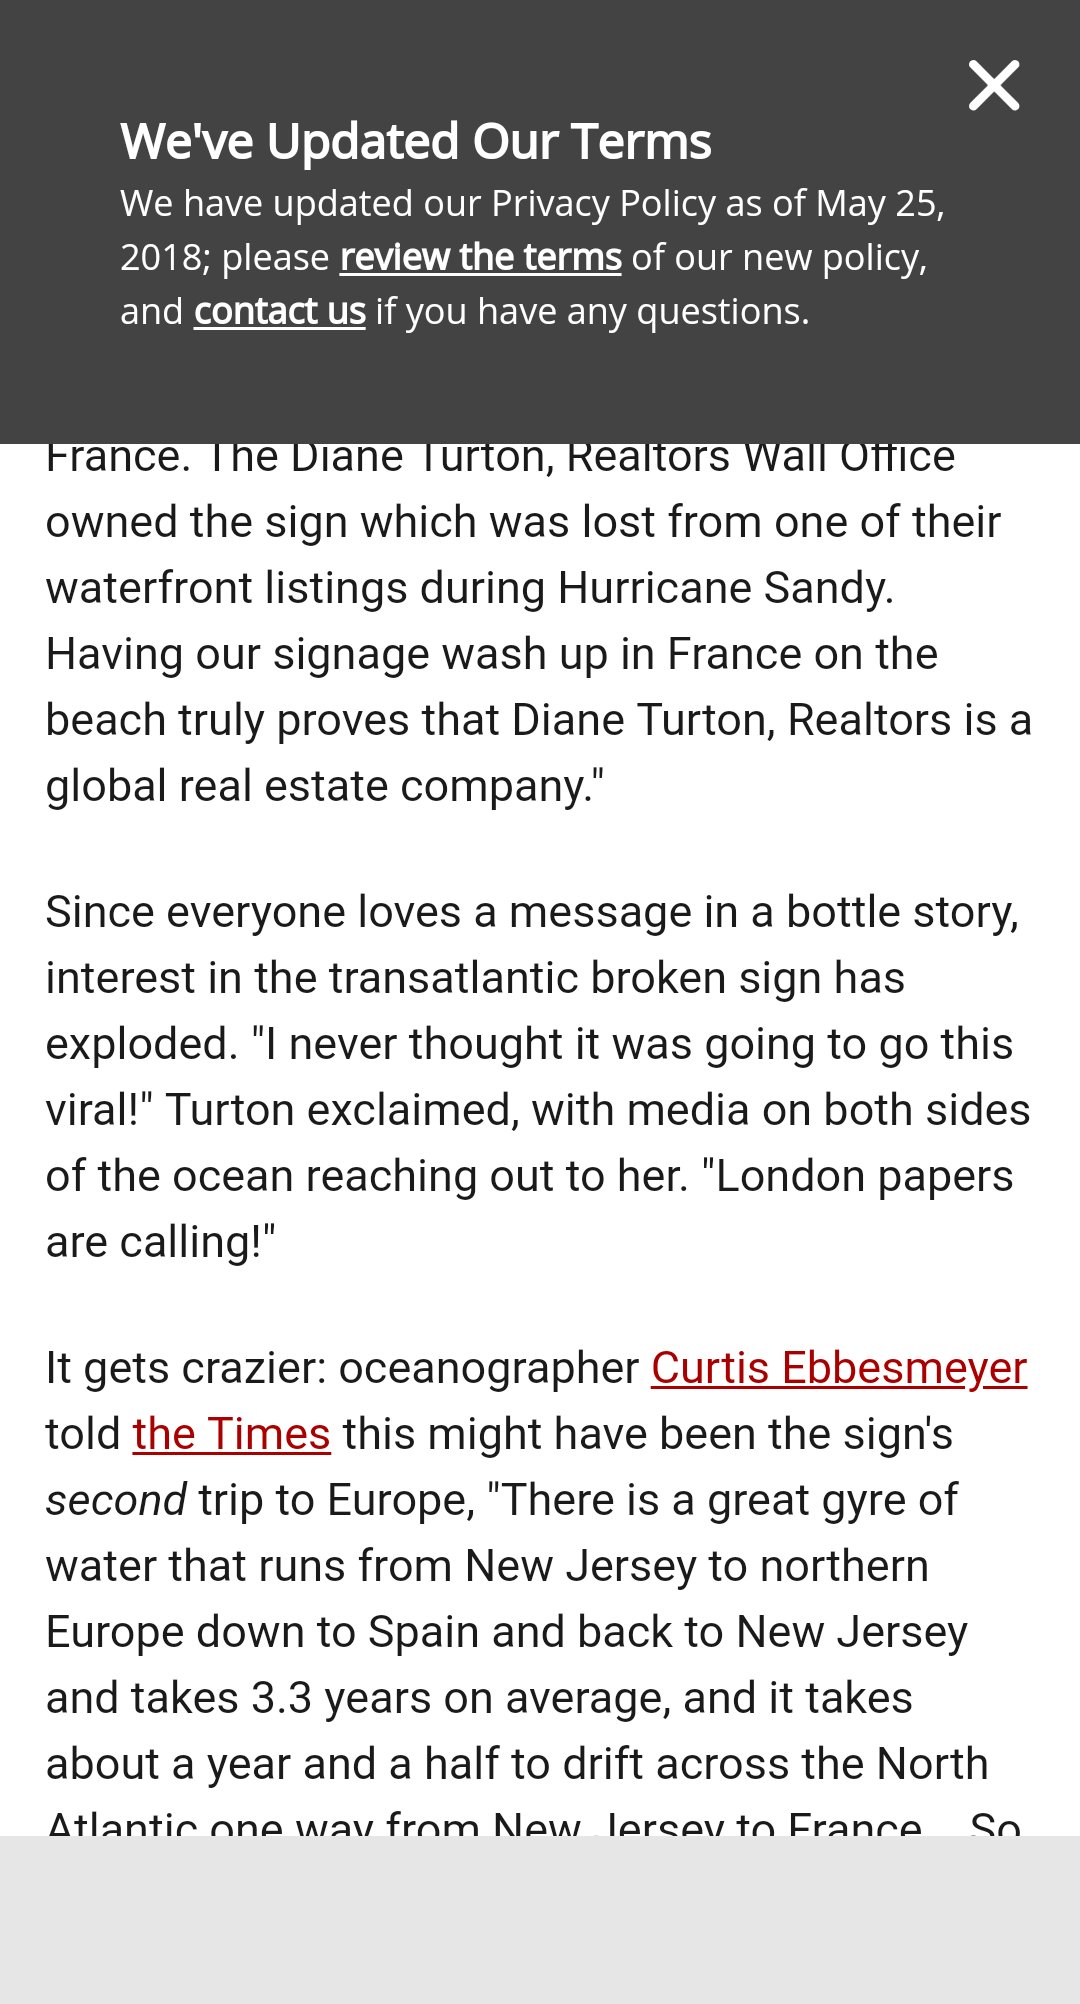 We've Updated Our Terms
We have updated our Privacy Policy as of May 25,
2018; please review the terms of our new policy,
and contact us if you have any questions.
France. The Diane Turton, Realtors Wall Office
owned the sign which was lost from one of their
waterfront listings during Hurricane Sandy.
Having our signage wash up in France on the
beach truly proves that Diane Turton, Realtors is a
global real estate company."
Since everyone loves a message in a bottle story,
interest in the transatlantic broken sign has
exploded. "I never thought it was going to go this
viral!" Turton exclaimed, with media on both sides
of the ocean reaching out to her. "London papers
are calling!"
It gets crazier: oceanographer Curtis Ebbesmeyer
told the Times this might have been the sign's
second trip to Europe, "There is a great gyre of
water that runs from New Jersey to northern
Europe down to Spain and back to New Jersey
and takes 3.3 years on average, and it takes
about a year and a half to drift across the North
Atlantic one way from New Jersey to France... So